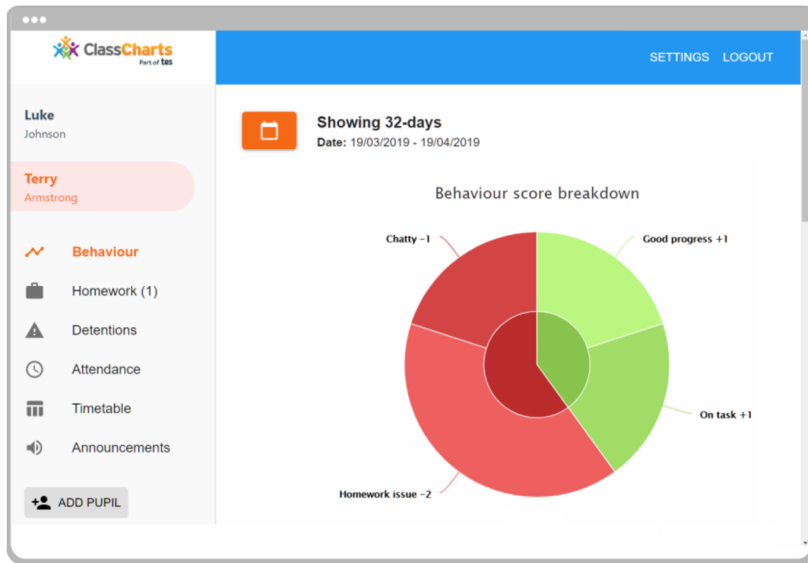 ClassCharts
Part of tes
SETTINGS LOGOUT
Luke
Johnson
Terry
Armstrong
Behaviour
Homework (1)
Detentions
Attendance
Timetable
Announcements
ADD PUPIL
Showing 32-days
Date: 19/03/2019 - 19/04/2019
Behaviour score breakdown
Chatty -1
Good progress +1
On task +1
Homework issue -2